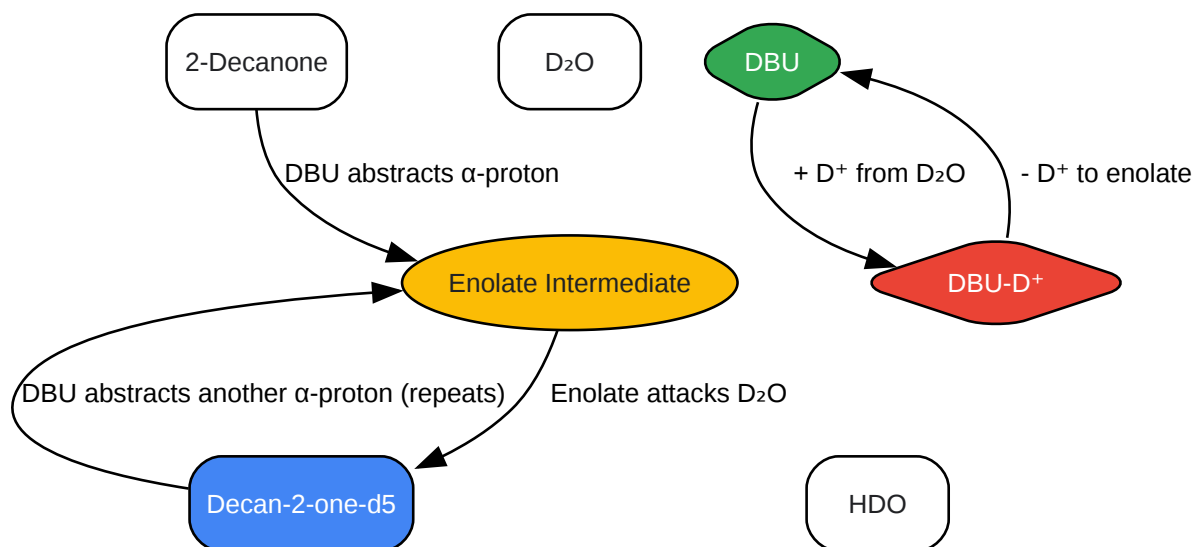 2-Decanone
D₂O
DBU
DBU abstracts α-proton
+ D⁺ from D₂O
- D⁺ to enolate
Enolate Intermediate
DBU-D⁺
DBU abstracts another α-proton (repeats)
Enolate attacks D₂O
Decan-2-one-d5
HDO